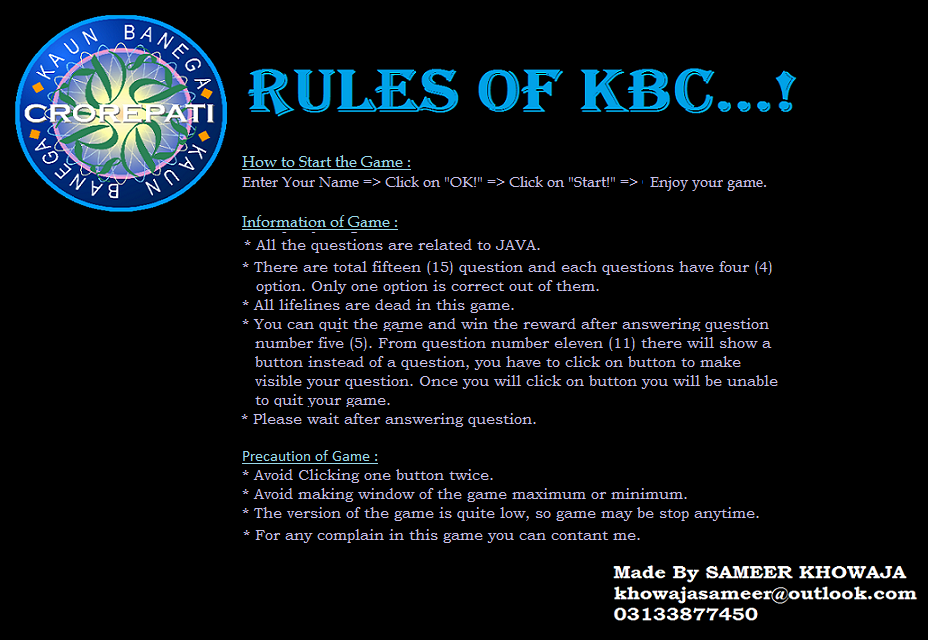 KAUN BANEGA
CROREPATI
KAUN BANEGA
RULES OF KBC...!
How to Start the Game :
Enter Your Name => Click on "OK!" => Click on "Start!" => Enjoy your game.
Information of Game :
* All the questions are related to JAVA.
* There are total fifteen (15) question and each questions have four (4)
option. Only one option is correct out of them.
* All lifelines are dead in this game.
* You can quit the game and win the reward after answering question
number five (5). From question number eleven (11) there will show a
button instead of a question, you have to click on button to make
visible your question. Once you will click on button you will be unable
to quit your game.
* Please wait after answering question.
Precaution of Game :
* Avoid Clicking one button twice.
* Avoid making window of the game maximum or minimum.
* The version of the game is quite low, so game may be stop anytime.
* For any complain in this game you can contant me.
Made By SAMEER KHOWAJA
khowajasameer@outlook.com
03133877450